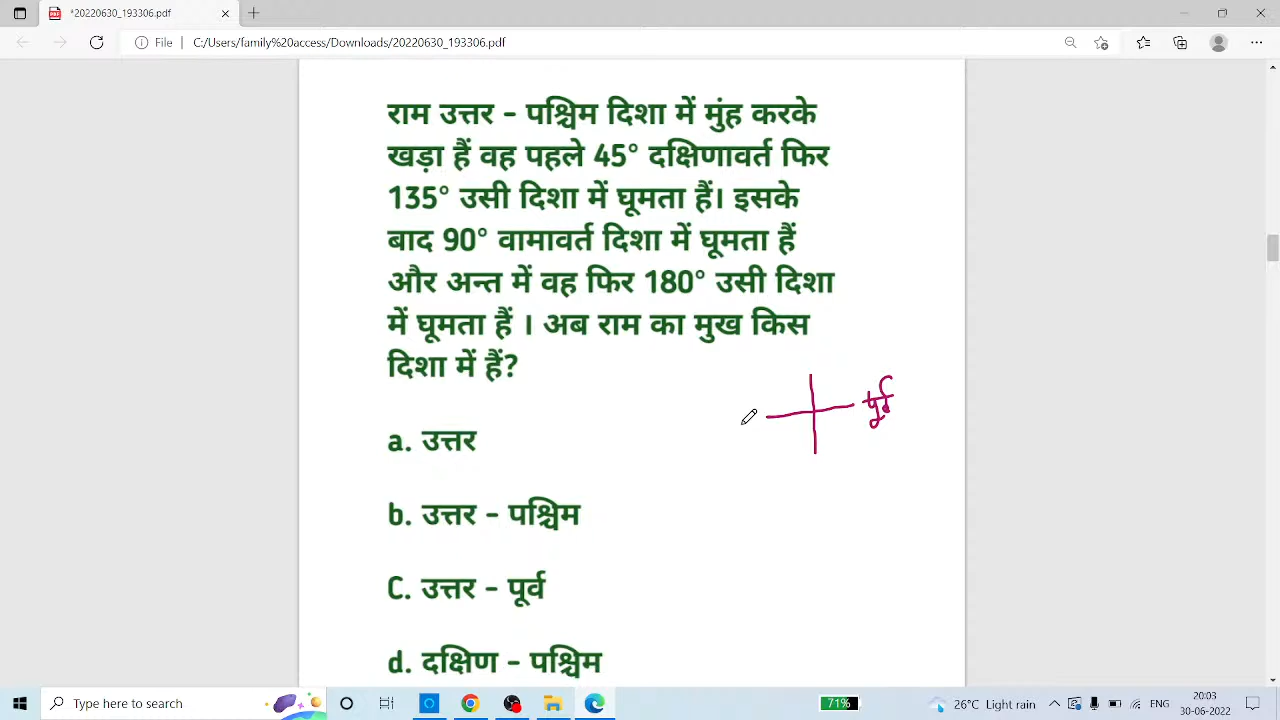 *20220630_193306.pdf
File
C:/Users/family%20access/Downloads/20220630_193306.pdf
राम उत्तर - पश्चिम दिशा में मुंह करके
खड़ा हैं वह पहले 45° दक्षिणावर्त फिर
135° उसी दिशा में घूमता हैं। इसके
बाद 90° वामावर्त दिशा में घूमता हैं
और अन्त में वह फिर 180° उसी दिशा
में घूमता हैं । अब राम का मुख किस
दिशा में हैं?
पूर्व
a. उत्तर
b. उत्तर - पश्चिम
C. उत्तर - पूर्व
d. दक्षिण - पश्चिम
Type here to search
71%
26°C Light rain
ENG
20:03
30/06/2022